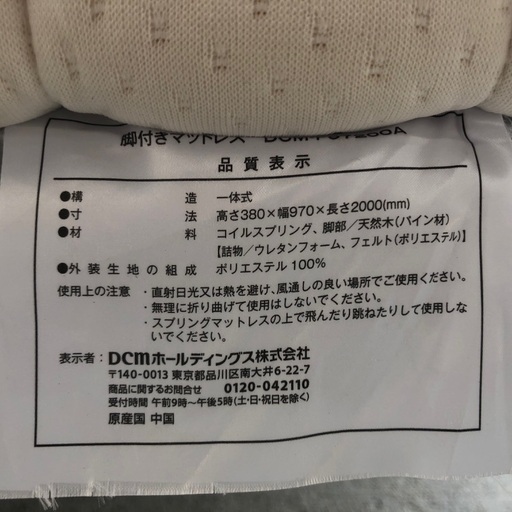 脚付きマットレス
品質表示
●構造 一体式
●寸法 高さ380×幅970×長さ2000(mm)
●材料 コイルスプリング、脚部／天然木(パイン材)
【詰物／ウレタンフォーム、フェルト(ポリエステル)】
●外装生地の組成 ポリエステル100%
使用上の注意 ・直射日光又は熱を避け、風通しの良い場所でご使用ください。
・無理に折り曲げて使用はしないでください。
・スプリングマットレスの上で飛んだり跳ねたりして使用しな
いでください。
表示者：DCmホールディングス株式会社
〒140-0013 東京都品川区南大井6-22-7
商品に関するお問合せ 0120-042110
受付時間 午前9時～午後5時(土・日・祝日を除く)
原産国 中国